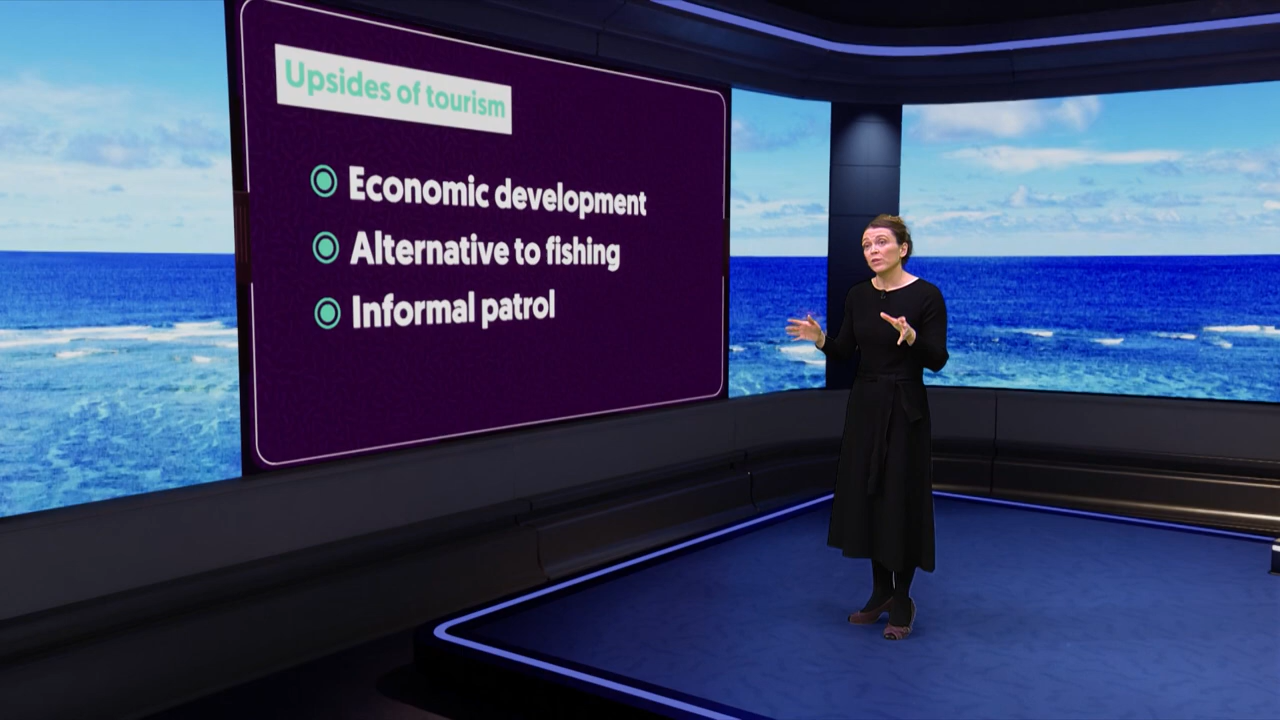 Upsides of tourism
Economic development
Alternative to fishing
Informal patrol